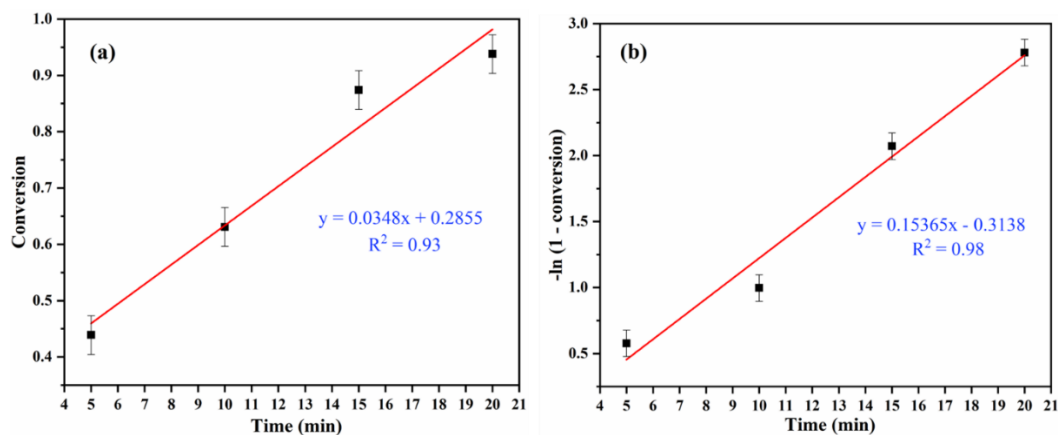 (a)
Conversion
1.0
0.9
0.8
0.7
0.6
0.5
0.4
y = 0.0348x + 0.2855
R² = 0.93
4 5 6 7 8 9 10 11 12 13 14 15 16 17 18 19 20 21
Time (min)
(b)
-ln (1 - conversion)
3.0
2.5
2.0
1.5
1.0
0.5
y = 0.15365x - 0.3138
R² = 0.98
4 5 6 7 8 9 10 11 12 13 14 15 16 17 18 19 20 21
Time (min)